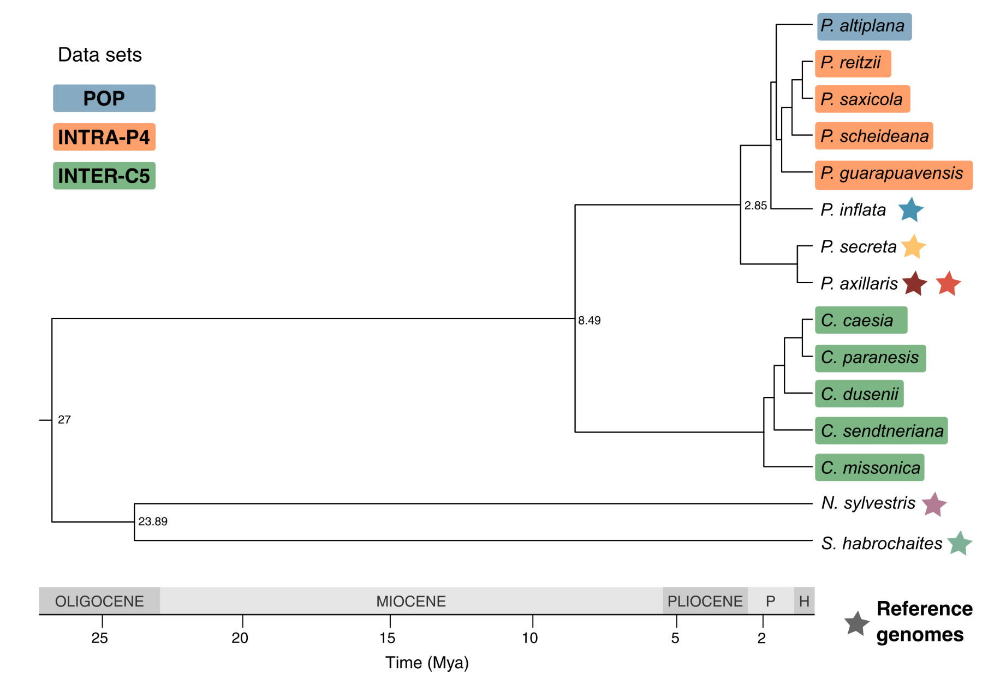 Data sets
POP
INTRA-P4
INTER-C5
P. altiplana
P. reitzii
P. saxicola
P. scheideana
P. guarapuavensis
P. inflata
P. secreta
P. axillaris
C. caesia
C. paranesis
C. dusenii
C. sendtneriana
C. missonica
N. sylvestris
S. habrochaites
2.85
8.49
27
23.89
OLIGOCENE MIOCENE PLIOCENE P H
25 20 15 10 5 2
Time (Mya)
Reference
genomes